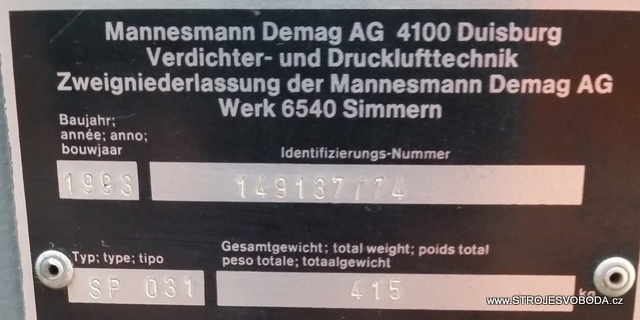 Mannesmann Demag AG 4100 Duisburg
Verdichter- und Drucklufttechnik
Zweigniederlassung der Mannesmann Demag AG
Werk 6540 Simmern
Baujahr;
année; anno;
bouwjaar
Identifizierungs-Nummer
1993
149137774
Typ; type; tipo
Gesamtgewicht; total weight; poids total
peso totale; totaalgewicht
SP 031
415
kg
www.STROJESVOBODA.cz